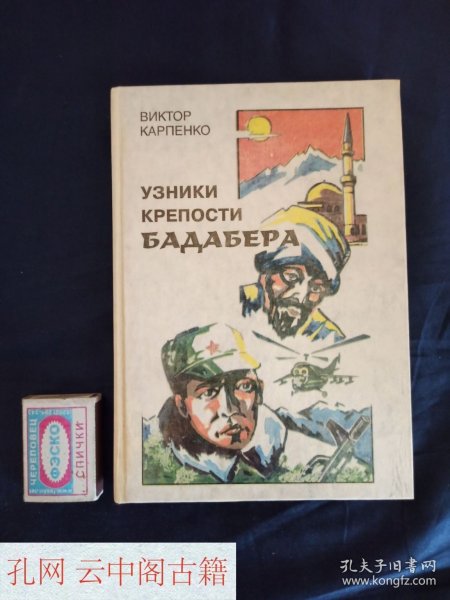 ВИКТОР
КАРПЕНКО
УЗНИКИ
КРЕПОСТИ
БАДАБЕРА
ЧЕРЕПОВЕЦ
ФЭСКО
СПИЧКИ
孔网 云中阁古籍
孔夫子旧书网
www.kongfz.com